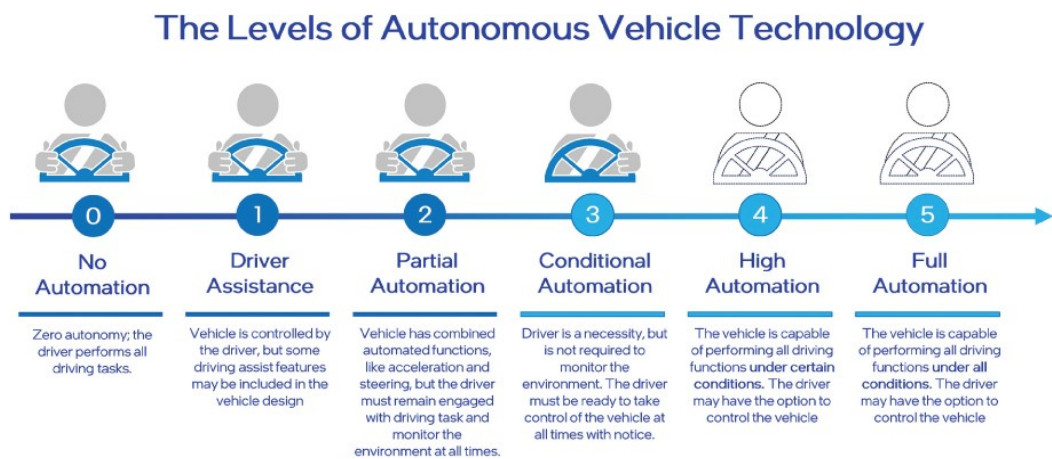 The Levels of Autonomous Vehicle Technology
0
1
2
3
4
5
No
Automation
Driver
Assistance
Partial
Automation
Conditional
Automation
High
Automation
Full
Automation
Zero autonomy; the
driver performs all
driving tasks.
Vehicle is controlled by
the driver, but some
driving assist features
may be included in the
vehicle design
Vehicle has combined
automated functions,
like acceleration and
steering, but the driver
must remain engaged
with driving task and
monitor the
environment at all times.
Driver is a necessity, but
is not required to
monitor the
environment. The driver
must be ready to take
control of the vehicle at
all times with notice.
The vehicle is capable
of performing all driving
functions under certain
conditions. The driver
may have the option to
control the vehicle
The vehicle is capable
of performing all driving
functions under all
conditions. The driver
may have the option to
control the vehicle